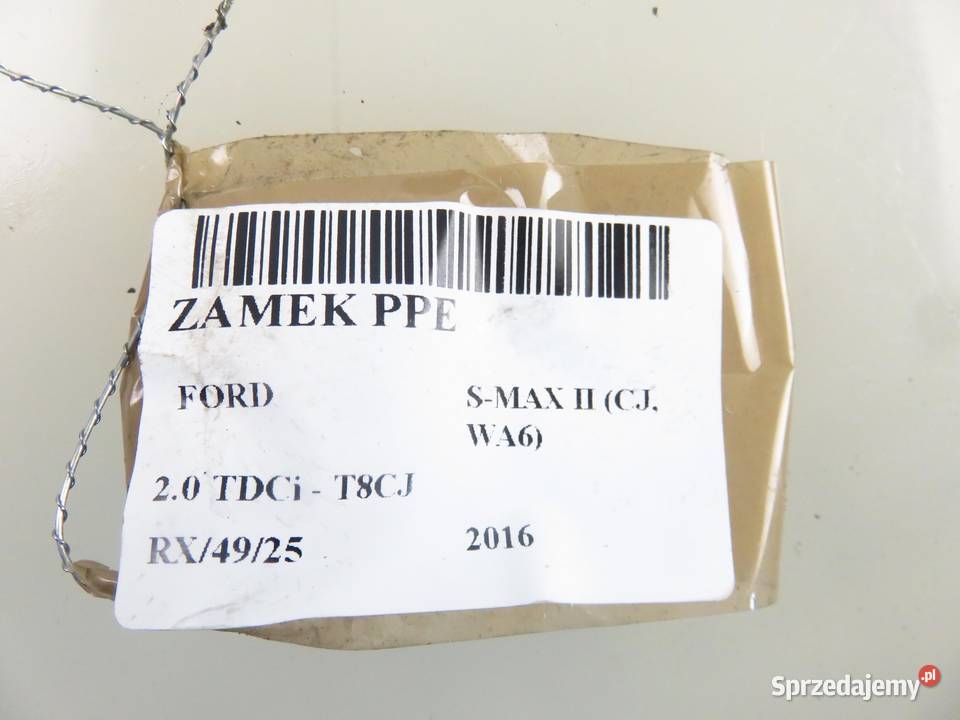 ZAMEK PPE
FORD
S-MAX II (CJ,
WA6)
2.0 TDCi - T8CJ
RX/49/25
2016
Sprzedajemy.pl